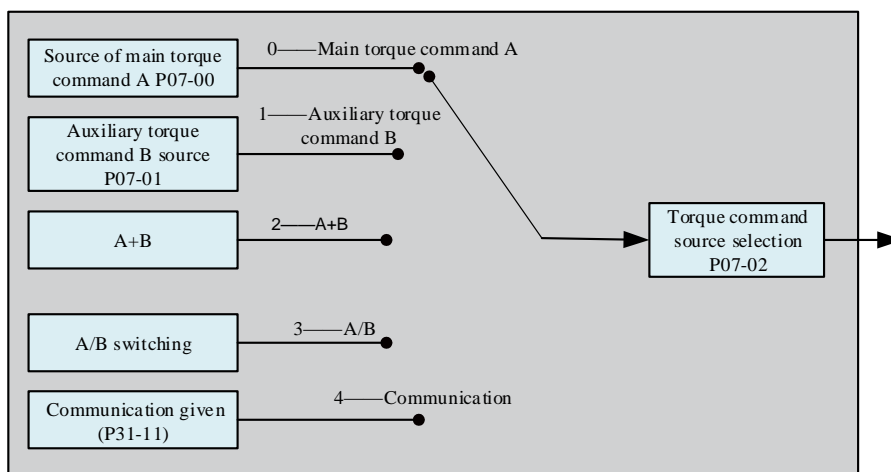 Source of main torque
command A P07-00
0——Main torque command A
Auxiliary torque
command B source
P07-01
1——Auxiliary torque
command B
A+B
2——A+B
Torque command
source selection
P07-02
A/B switching
3——A/B
Communication given
(P31-11)
4——Communication